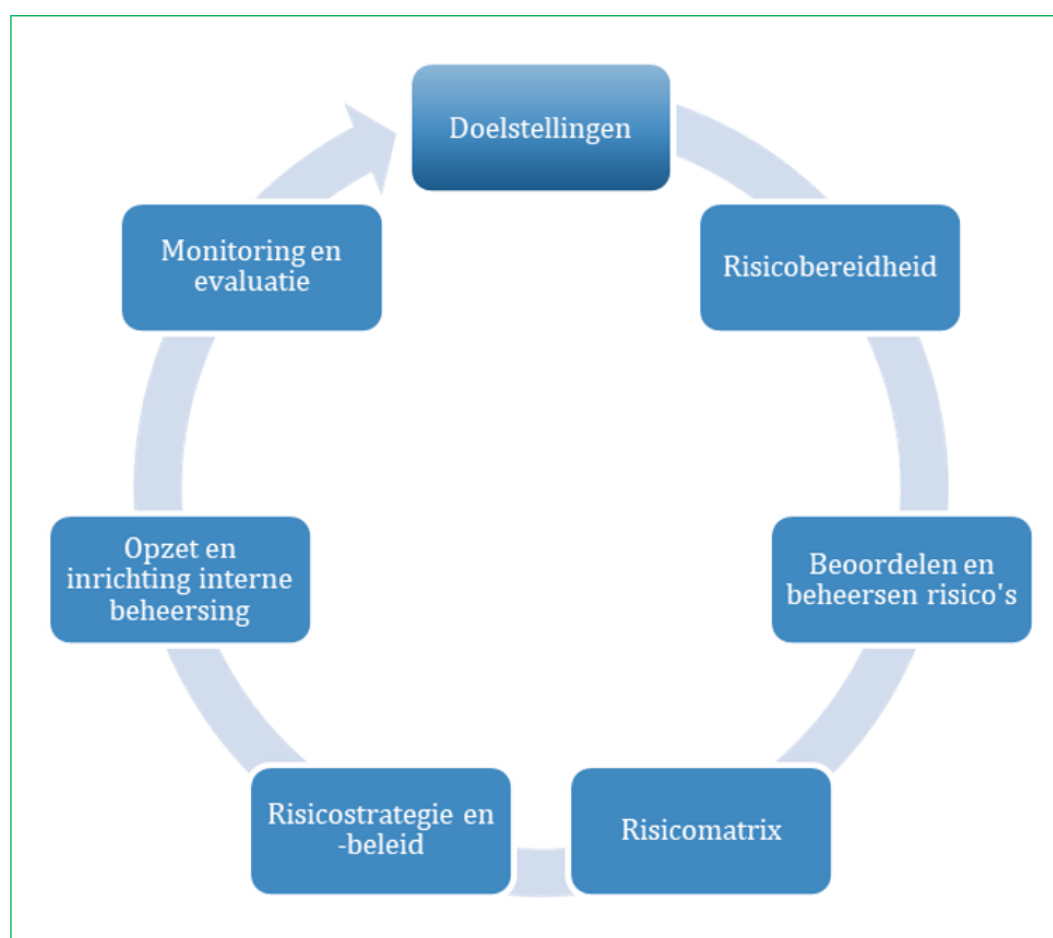 Doelstellingen
Risicobereidheid
Beoordelen en
beheersen risico's
Risicomatrix
Risicostrategie en
-beleid
Opzet en
inrichting interne
beheersing
Monitoring en
evaluatie